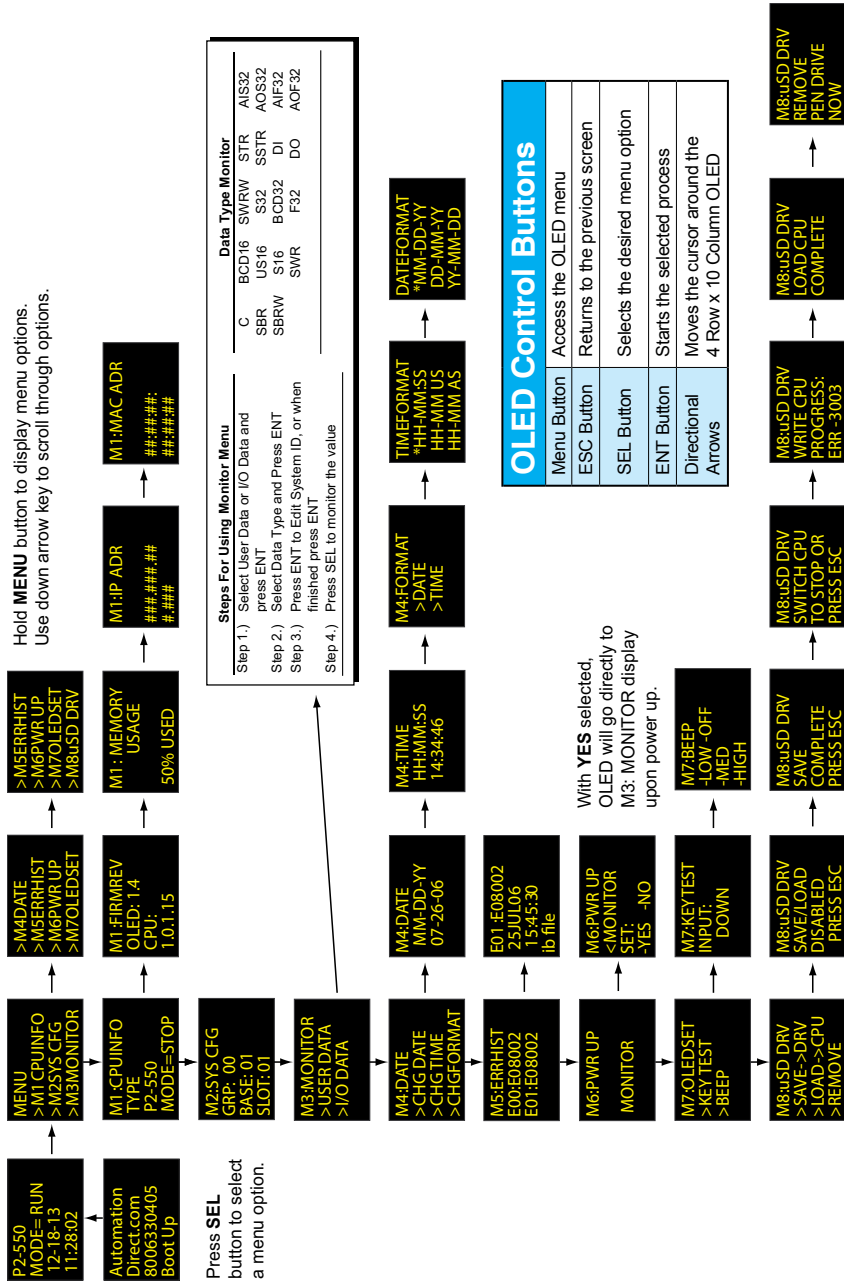 Hold MENU button to display menu options.
Use down arrow key to scroll through options.
P2-550
MODE= RUN
12-18-13
11:28:02
Automation
Direct.com
8006330405
Boot Up
Press SEL
button to select
a menu option.
MENU
>M1CPUINFO
>M2SYS CFG
>M3MONITOR
>M4DATE
>M5ERRHIST
>M6PWR UP
>M7OLEDSET
>M5ERRHIST
>M6PWR UP
>M7OLEDSET
>M8uSD DRV
M1:CPUINFO
TYPE
P2-550
MODE=STOP
M1:FIRMREV
OLED: 1.4
CPU:
1.0.1.15
M1: MEMORY
USAGE
50% USED
M1:IP ADR
###.###.##
#.###
M1:MAC ADR
##:##:##:
##:##:##
M2:SYS CFG
GRP: 00
BASE: 01
SLOT: 01
M3:MONITOR
>USER DATA
>I/O DATA
Steps For Using Monitor Menu
Step 1.) Select User Data or I/O Data and
press ENT
Step 2.) Select Data Type and Press ENT
Step 3.) Press ENT to Edit System ID, or when
finished press ENT
Step 4.) Press SEL to monitor the value
Data Type Monitor
C BCD16 SWRW STR AIS32
SBR US16 S32 SSTR AOS32
SBRW S16 BCD32 DI AIF32
SWR F32 DO AOF32
M4:DATE
>CHG DATE
>CHG TIME
>CHGFORMAT
M4:DATE
MM-DD-YY
07-26-06
M4:TIME
HH:MM:SS
14:34:46
M4:FORMAT
>DATE
>TIME
TIMEFORMAT
*HH-MM:SS
HH-MM US
HH-MM AS
DATEFORMAT
*MM-DD-YY
DD-MM-YY
YY-MM-DD
M5:ERRHIST
E00:E08002
E01:E08002
E01:E08002
25JUL06
15:45:30
ib file
M6:PWR UP
MONITOR
M6:PWR UP
<MONITOR
SET:
-YES -NO
With YES selected,
OLED will go directly to
M3: MONITOR display
upon power up.
M7:OLEDSET
>KEY TEST
>BEEP
M7:KEYTEST
INPUT:
DOWN
M7:BEEP
-LOW -OFF
-MED
-HIGH
OLED Control Buttons
Menu Button Access the OLED menu
ESC Button Returns to the previous screen
SEL Button Selects the desired menu option
ENT Button Starts the selected process
Directional Arrows Moves the cursor around the
4 Row x 10 Column OLED
M8:uSD DRV
>SAVE->DRV
>LOAD->CPU
>REMOVE
M8:uSD DRV
SAVE/LOAD
DISABLED
PRESS ESC
M8:uSD DRV
SAVE
COMPLETE
PRESS ESC
M8:uSD DRV
SWITCH CPU
TO STOP OR
PRESS ESC
M8:uSD DRV
WRITE CPU
PROGRESS:
ERR -3003
M8:uSD DRV
LOAD CPU
COMPLETE
M8:uSD DRV
REMOVE
PEN DRIVE
NOW